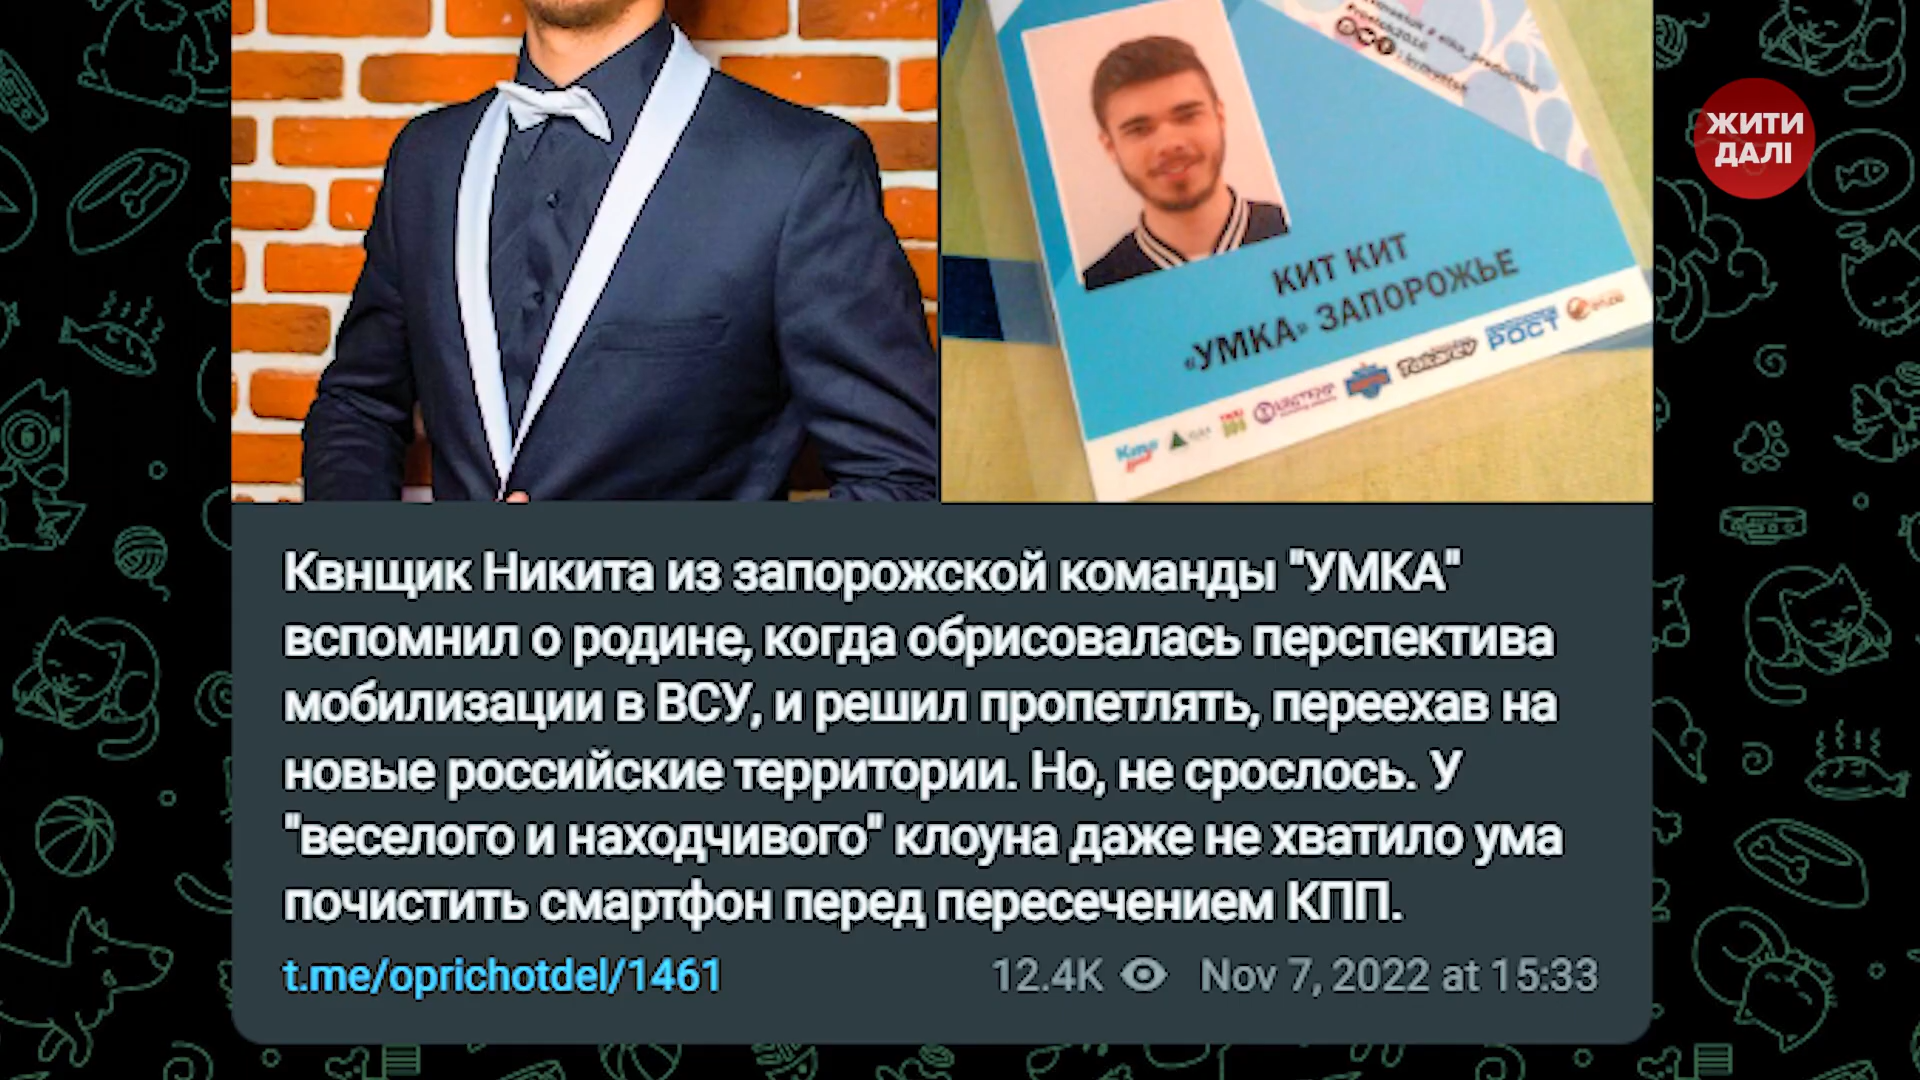 ЖИТИ
ДАЛІ
КИТ КИТ
«УМКА» ЗАПОРОЖЬЕ
Tokarev
РОСТ
Квнщик Никита из запорожской команды "УМКА"
вспомнил о родине, когда обрисовалась перспектива
мобилизации в ВСУ, и решил пропетлять, переехав на
новые российские территории. Но, не срослось. У
"веселого и находчивого" клоуна даже не хватило ума
почистить смартфон перед пересечением КПП.
t.me/oprichotdel/1461
12.4K Nov 7, 2022 at 15:33